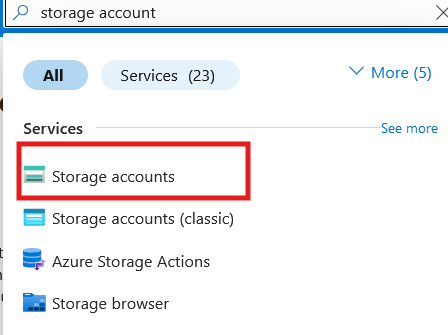 storage account
All Services (23) More (5)
Services See more
Storage accounts
Storage accounts (classic)
Azure Storage Actions
Storage browser